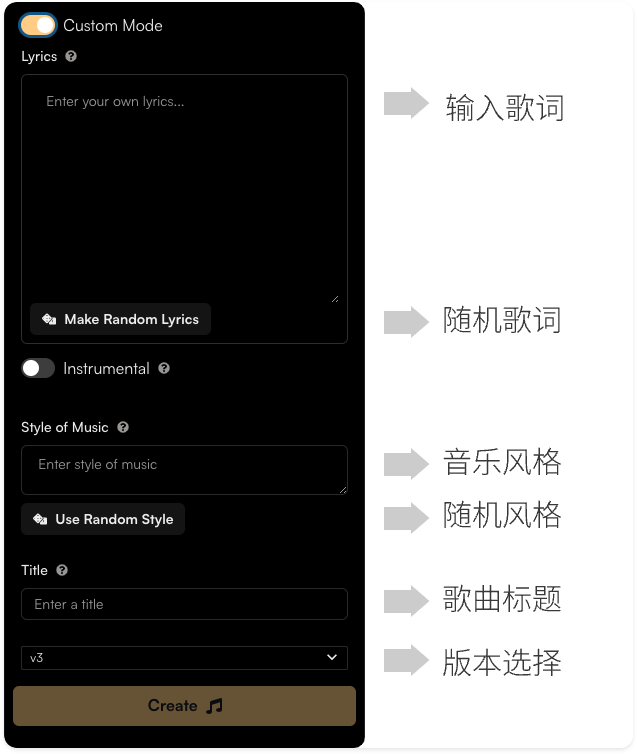 Custom Mode
Lyrics
Enter your own lyrics...
输入歌词
Make Random Lyrics
随机歌词
Instrumental
Style of Music
Enter style of music
音乐风格
Use Random Style
随机风格
Title
Enter a title
歌曲标题
v3
版本选择
Create